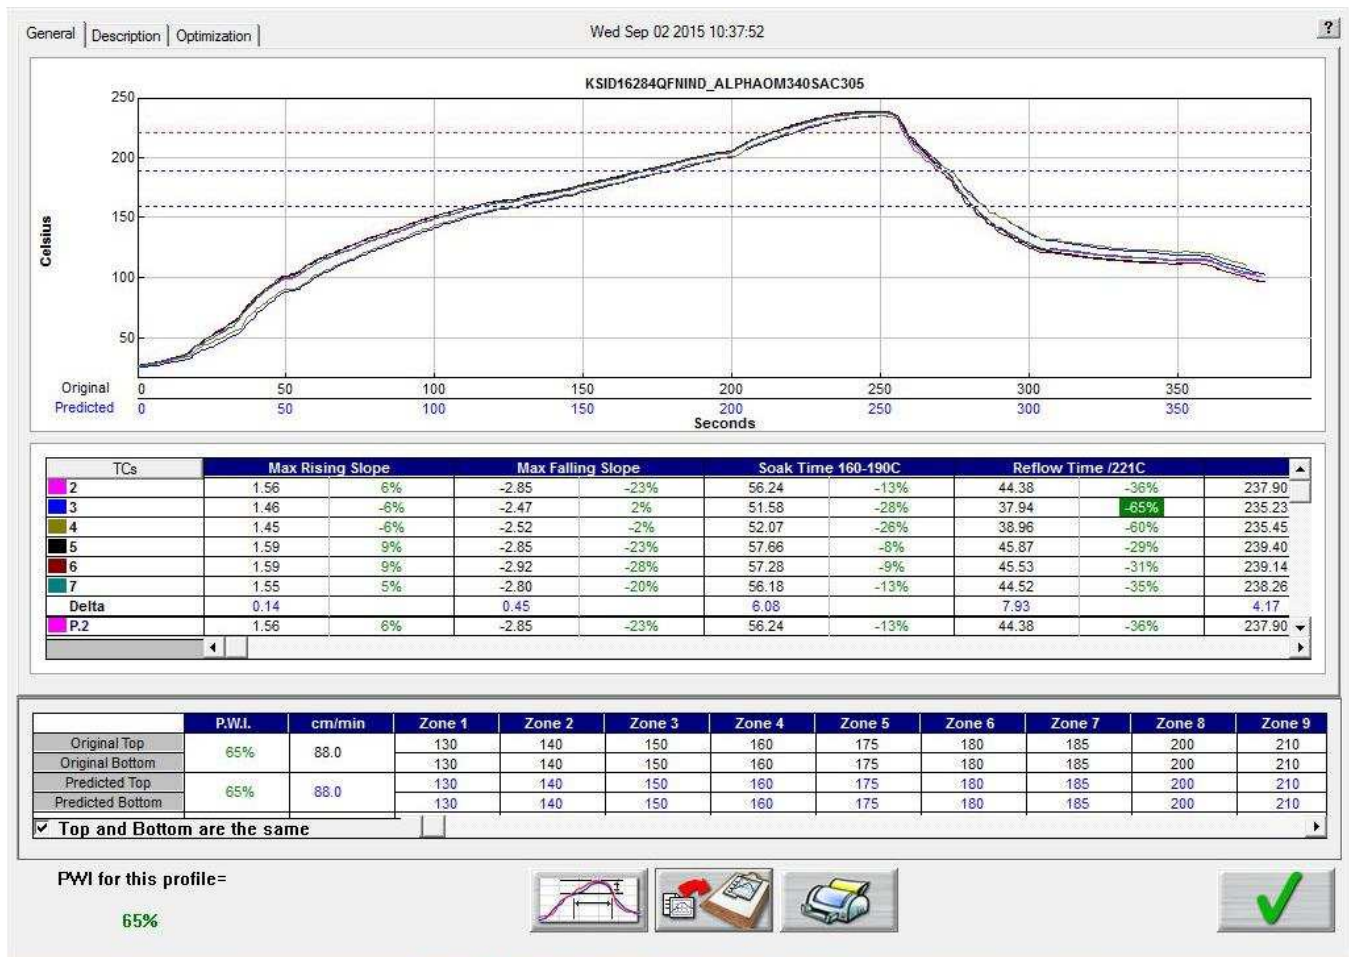 General Description Optimization Wed Sep 02 2015 10:37:52 ?
KSID16284QFNIND_ALPHAOM340SAC305
250
200
150
100
50
Celsius
Original 0 50 100 150 200 250 300 350
Predicted 0 50 100 150 200 250 300 350
Seconds
TCs Max Rising Slope Max Falling Slope Soak Time 160-190C Reflow Time /221C
2 1.56 6% -2.85 -23% 56.24 -13% 44.38 -36% 237.90
3 1.46 -6% -2.47 2% 51.58 -28% 37.94 -65% 235.23
4 1.45 -6% -2.52 -2% 52.07 -26% 38.96 -60% 235.45
5 1.59 9% -2.85 -23% 57.66 -8% 45.87 -29% 239.40
6 1.59 9% -2.92 -28% 57.28 -9% 45.53 -31% 239.14
7 1.55 5% -2.80 -20% 56.18 -13% 44.52 -35% 238.26
Delta 0.14 0.45 6.08 7.93 4.17
P.2 1.56 6% -2.85 -23% 56.24 -13% 44.38 -36% 237.90
P.W.I. cm/min Zone 1 Zone 2 Zone 3 Zone 4 Zone 5 Zone 6 Zone 7 Zone 8 Zone 9
Original Top 65% 88.0 130 140 150 160 175 180 185 200 210
Original Bottom 130 140 150 160 175 180 185 200 210
Predicted Top 65% 88.0 130 140 150 160 175 180 185 200 210
Predicted Bottom 130 140 150 160 175 180 185 200 210
Top and Bottom are the same
PWI for this profile=
65%